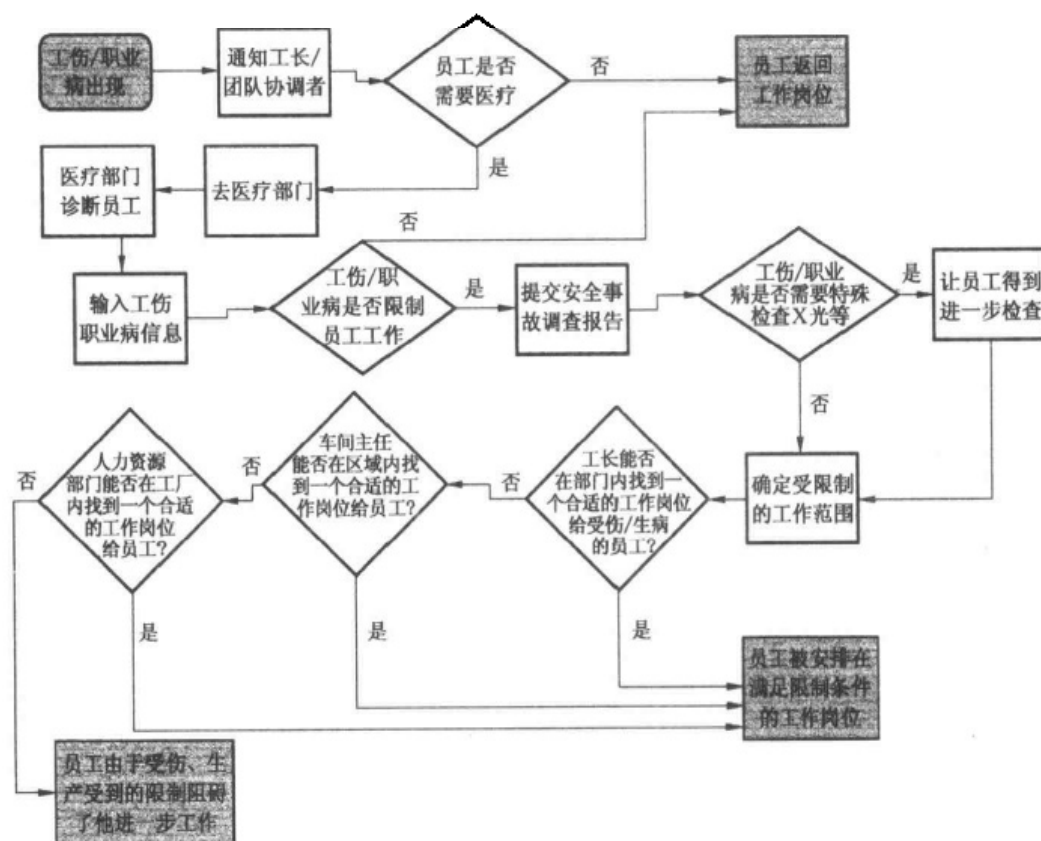 工伤/职业
病出现
通知工长/
团队协调者
员工是否
需要医疗
否
员工返回
工作岗位
是
医疗部门
诊断员工
去医疗部门
否
输入工伤
职业病信息
工伤/职
业病是否限制
员工工作
是
提交安全事
故调查报告
工伤/职业
病是否需要特殊
检查X光等
是
让员工得到
进一步检查
否
确定受限制
的工作范围
工长能否
在部门内找到一
个合适的工作岗位
给受伤/生病
的员工?
否
车间主任
能否在区域内找
到一个合适的工
作岗位给员工?
否
人力资源
部门能否在工厂
内找到一个合适
的工作岗位
给员工?
否
是
是
是
员工被安排在
满足限制条件
的工作岗位
员工由于受伤、生
产受到的限制阻碍
了他进一步工作